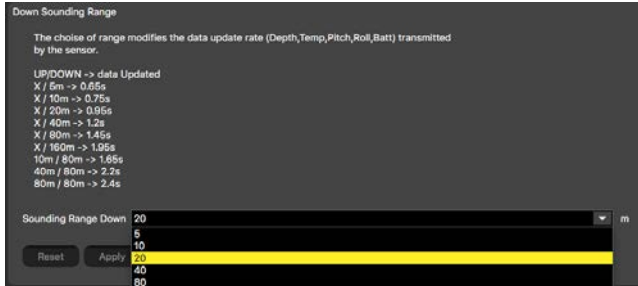 Down Sounding Range
The choise of range modifies the data update rate (Depth,Temp,Pitch,Roll,Batt) transmitted
by the sensor.
UP/DOWN -> data Updated
X / 5m -> 0.65s
X / 10m -> 0.75s
X / 20m -> 0.95s
X / 40m -> 1.2s
X / 80m -> 1.45s
X / 160m -> 1.95s
10m / 80m -> 1.65s
40m / 80m -> 2.2s
80m / 80m -> 2.4s
Sounding Range Down 20 m
5
10
Reset Apply 20
40
80